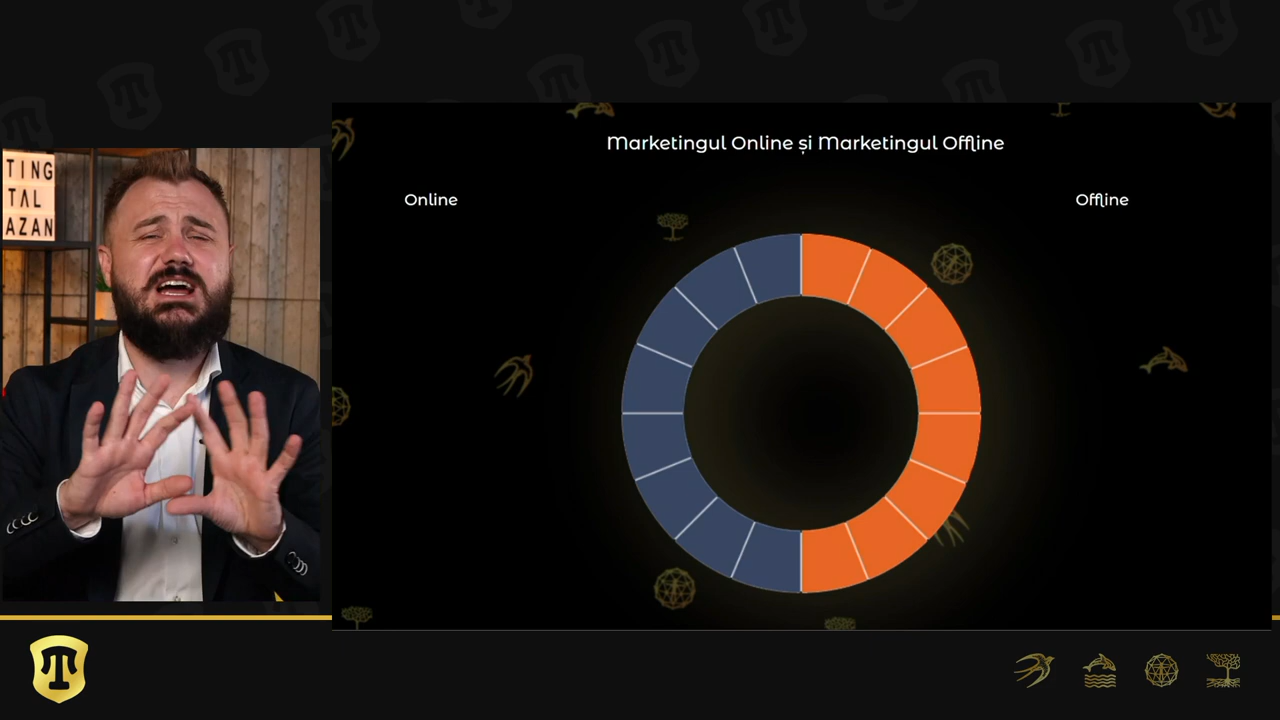 Marketingul Online și Marketingul Offline
Online
Offline
TING
TAL
AZAN